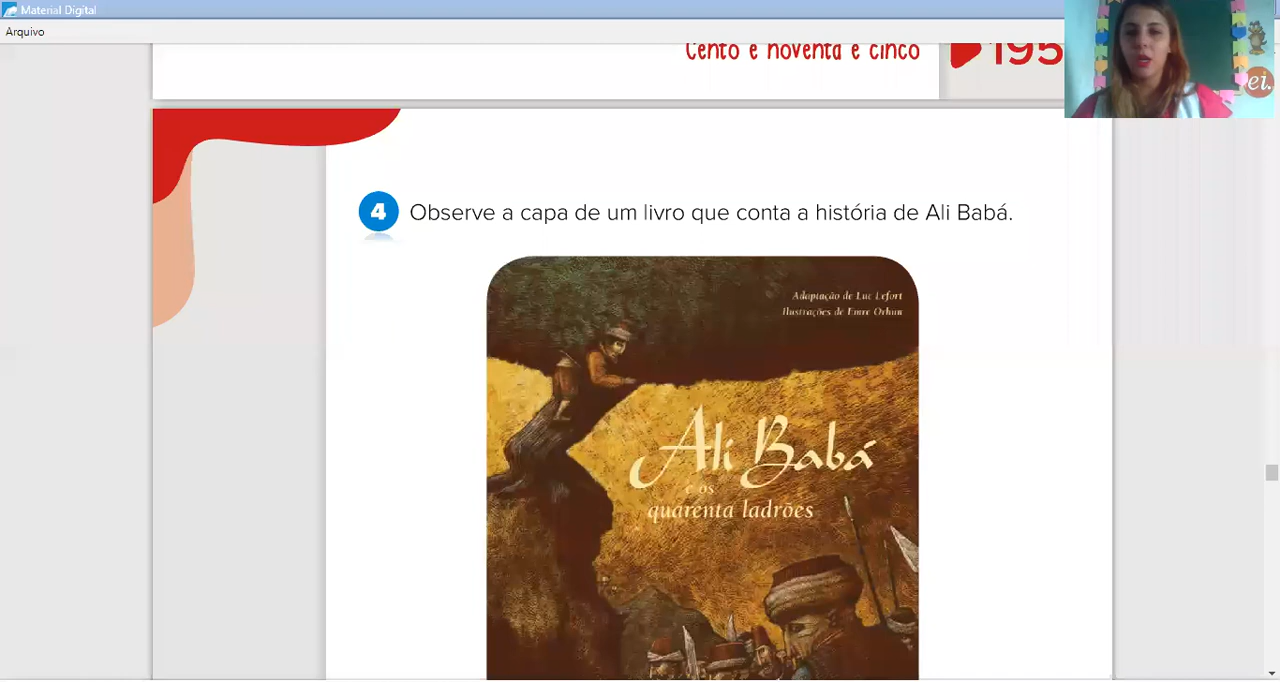 Material Digital
Arquivo
Cento e noventa e cinco
195
ei.
4 Observe a capa de um livro que conta a história de Ali Babá.
Adaptação de Luc Lefort
Ilustrações de Emre Orhun
Ali Babá
e os
quarenta ladrões